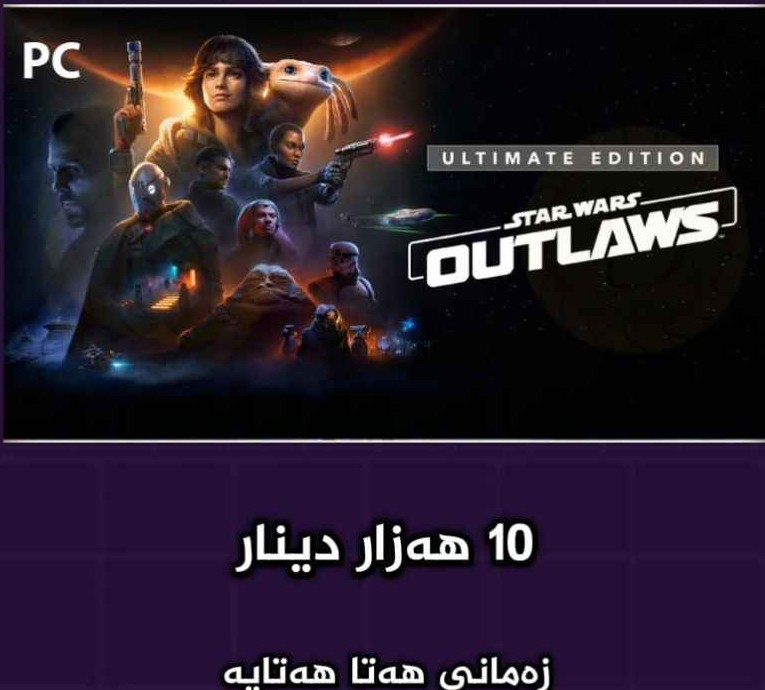 PC
ULTIMATE EDITION
STAR WARS
OUTLAWS
10 هەزار دینار
زەمانی هەتا هەتایە